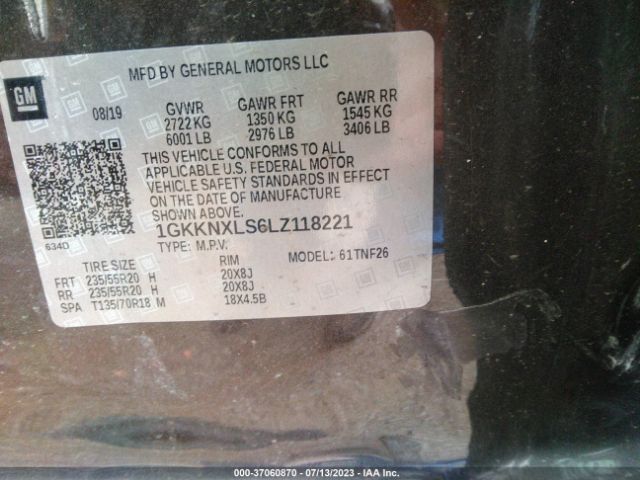 MFD BY GENERAL MOTORS LLC
GM
08/19 GVWR GAWR FRT GAWR RR
2722 KG 1350 KG 1545 KG
6001 LB 2976 LB 3406 LB
THIS VEHICLE CONFORMS TO ALL
APPLICABLE U.S. FEDERAL MOTOR
VEHICLE SAFETY STANDARDS IN EFFECT
ON THE DATE OF MANUFACTURE
SHOWN ABOVE.
634D
1GKKNXLS6LZ118221
TYPE: M.P.V. MODEL: 61TNF26
TIRE SIZE RIM
FRT 235/55R20 H 20X8J
RR 235/55R20 H 20X8J
SPA T135/70R18 M 18X4.5B
000-37060870 - 07/13/2023 - IAA Inc.